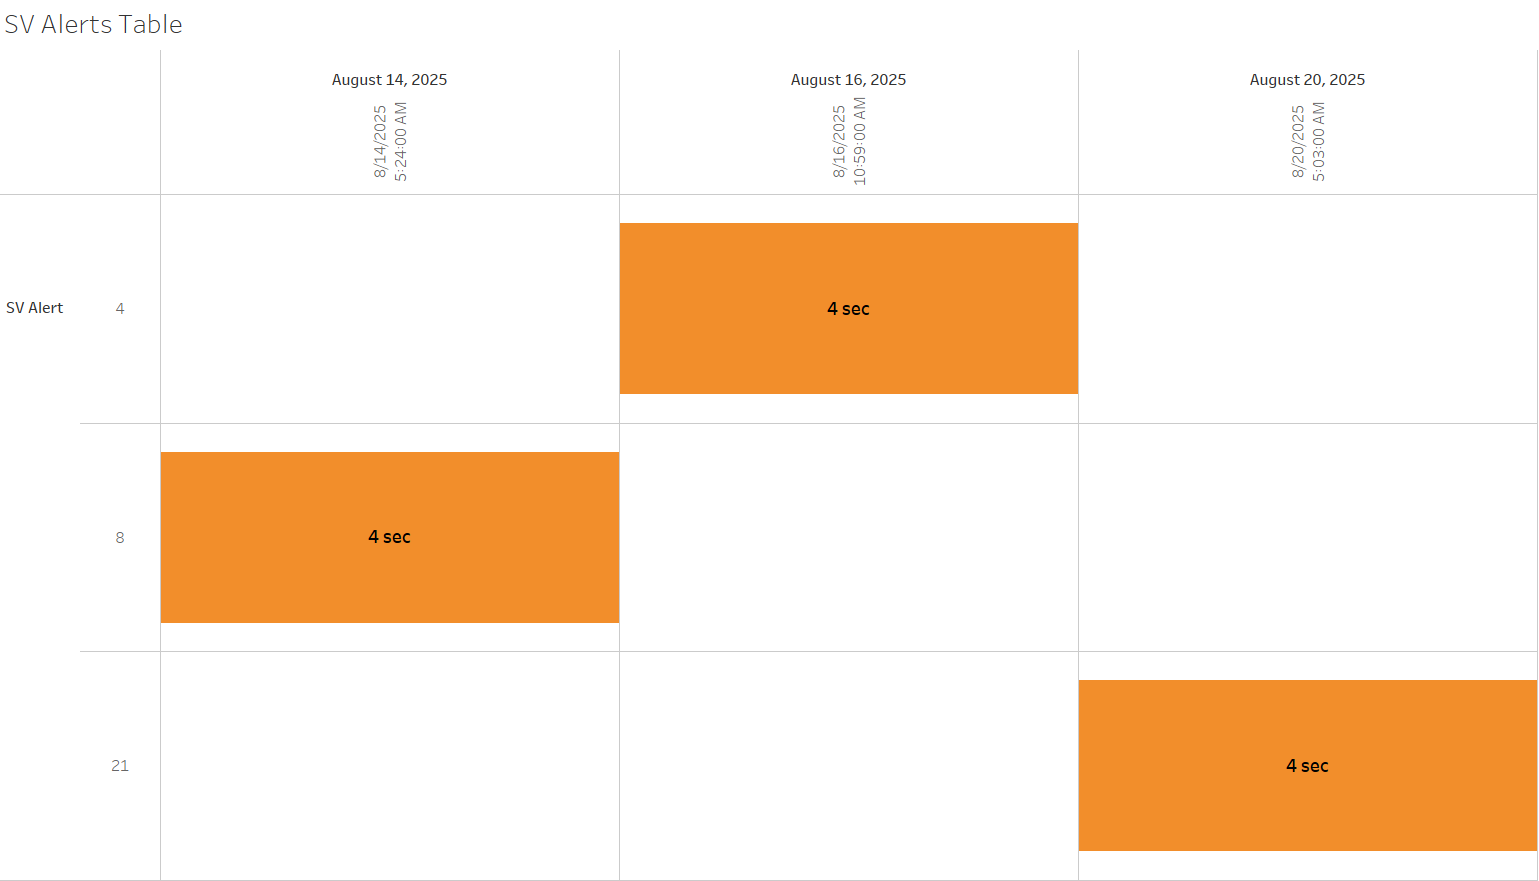 SV Alerts Table
August 14, 2025
August 16, 2025
August 20, 2025
8/14/2025
5:24:00 AM
8/16/2025
10:59:00 AM
8/20/2025
5:03:00 AM
SV Alert
4
4 sec
8
4 sec
21
4 sec